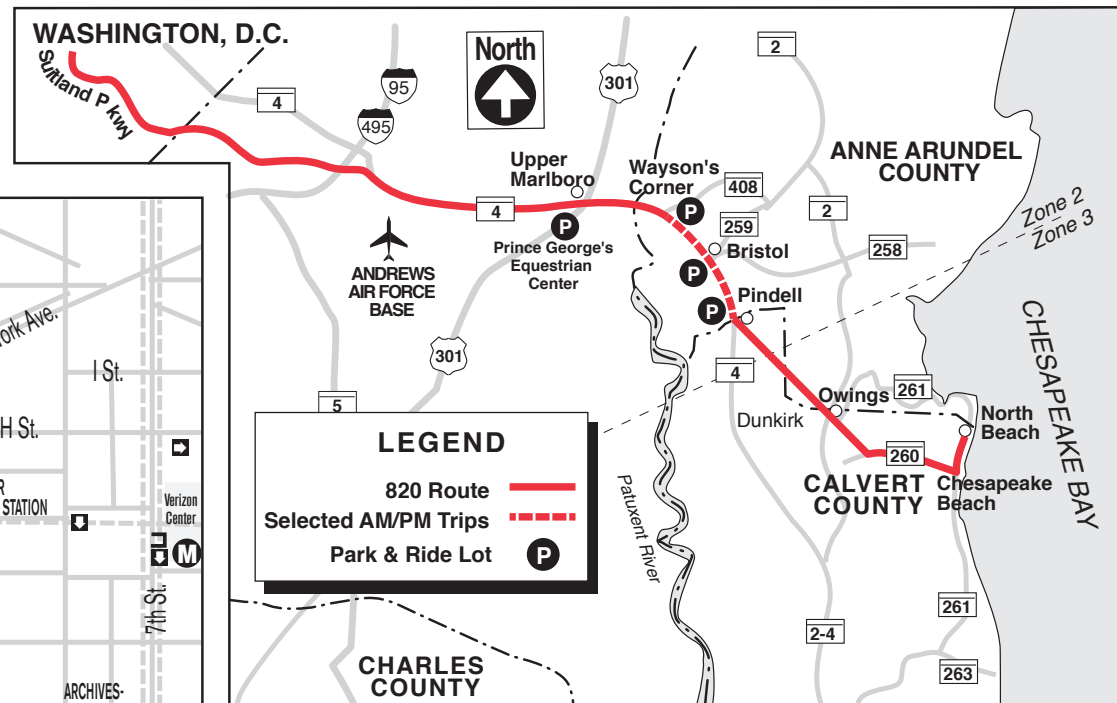 WASHINGTON, D.C.
Suitland Pkwy
4
95
495
North
301
2
Upper
Marlboro
Wayson's
Corner
408
ANNE ARUNDEL
COUNTY
4
P
P
259
2
Zone 2
Zone 3
Prince George's
Equestrian
Center
Bristol
258
ANDREWS
AIR FORCE
BASE
P
Pindell
P
301
4
CHESAPEAKE BAY
5
Owings
261
Dunkirk
North
Beach
260
CALVERT
COUNTY
Chesapeake
Beach
Patuxent River
LEGEND
820 Route
Selected AM/PM Trips
Park & Ride Lot P
261
2-4
263
CHARLES
COUNTY
ork Ave.
I St.
H St.
R
STATION
Verizon
Center
M
7th St.
ARCHIVES-